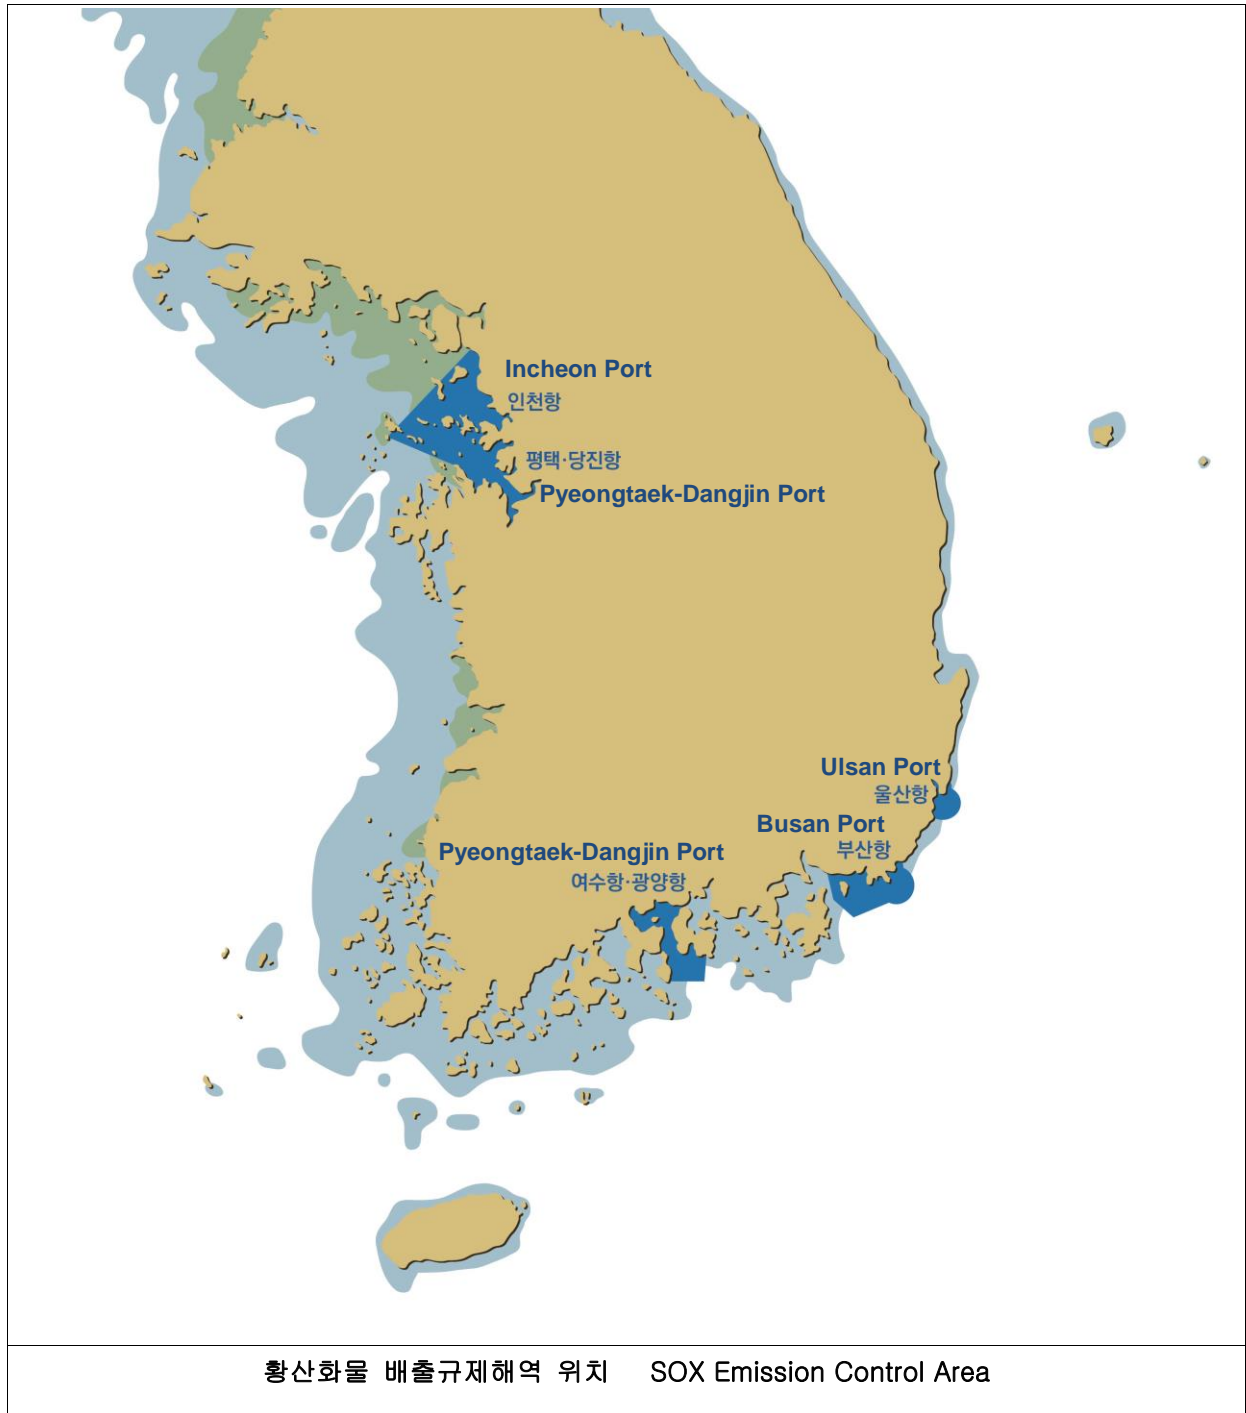 Incheon Port
인천항
평택·당진항
Pyeongtaek-Dangjin Port
Ulsan Port
울산항
Busan Port
부산항
Pyeongtaek-Dangjin Port
여수항·광양항
황산화물 배출규제해역 위치 SOX Emission Control Area